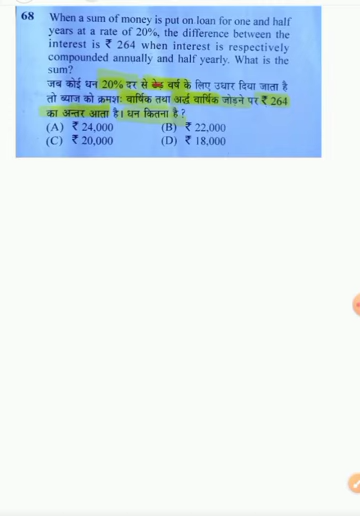 68 When a sum of money is put on loan for one and half
years at a rate of 20%, the difference between the
interest is ₹ 264 when interest is respectively
compounded annually and half yearly. What is the
sum?
जब कोई धन 20% दर से डेढ़ वर्ष के लिए उधार दिया जाता है
तो ब्याज को क्रमशः वार्षिक तथा अर्द्ध वार्षिक जोड़ने पर ₹ 264
का अन्तर आता है। धन कितना है?
(A) ₹ 24,000 (B) ₹ 22,000
(C) ₹ 20,000 (D) ₹ 18,000